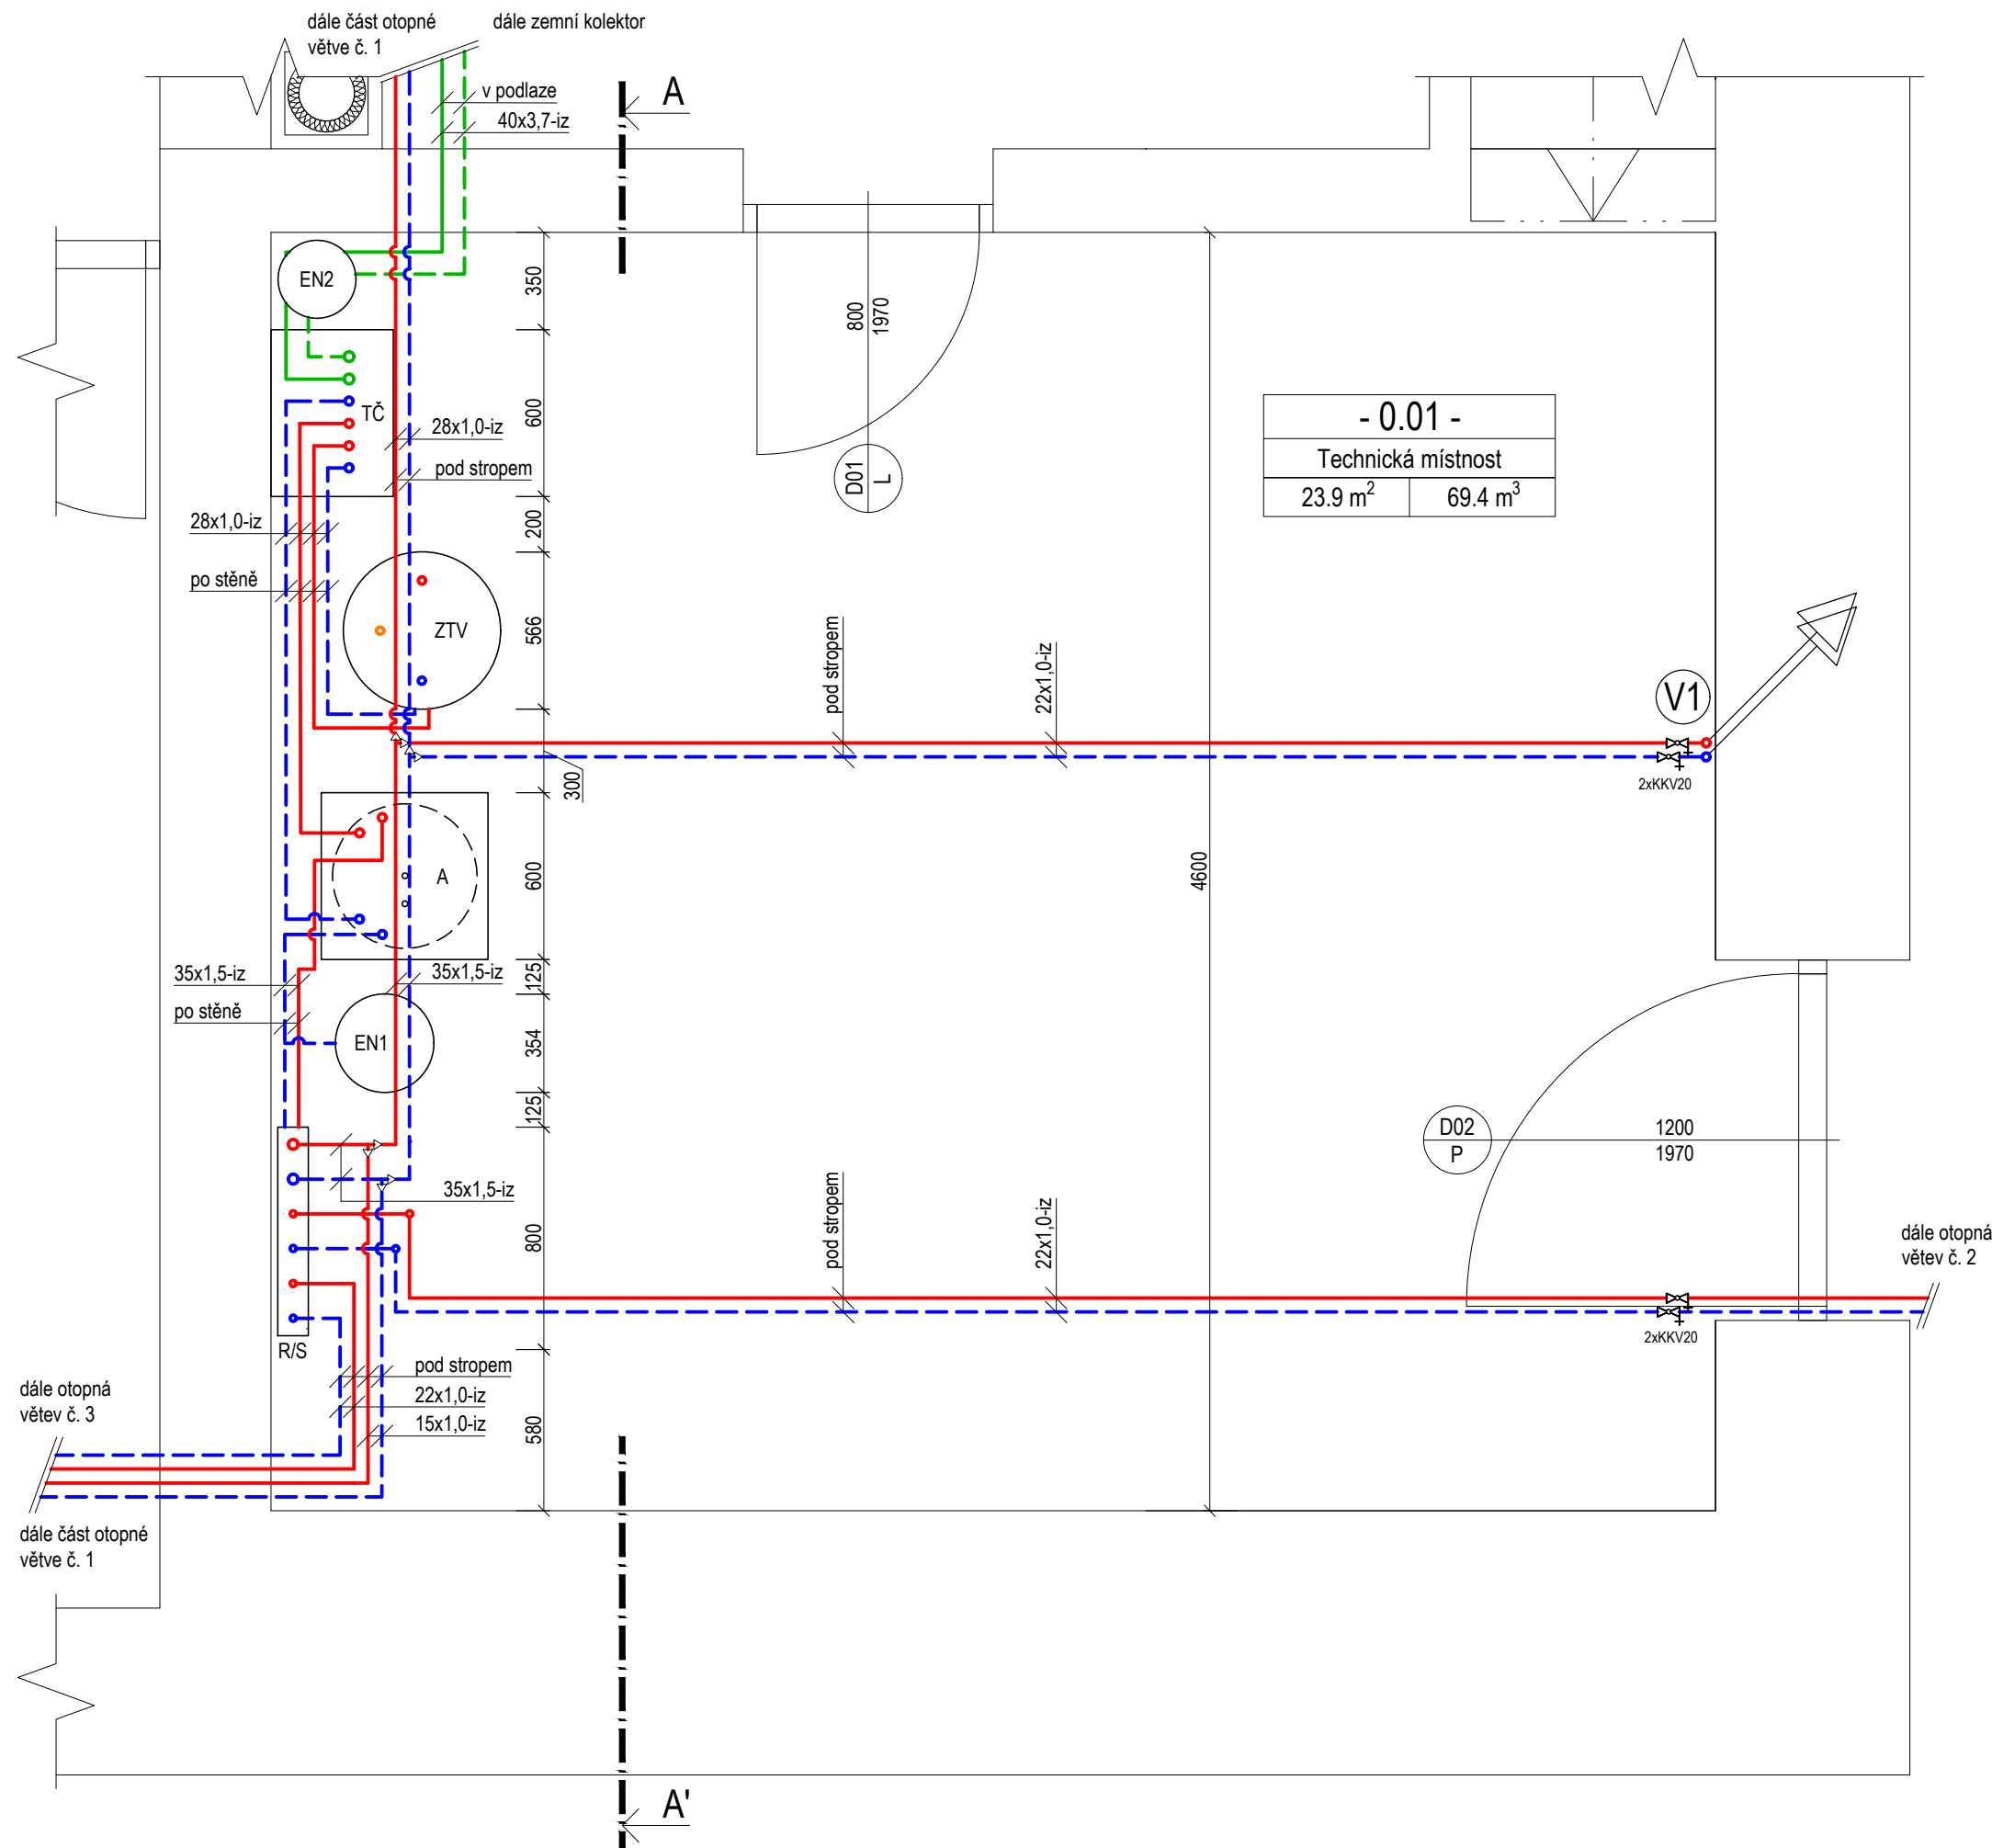 dále část otopné
větve č. 1
dále zemní kolektor
v podlaze
40x3,7-iz
A
EN2
350
800
1970
D01
L
TČ
600
28x1,0-iz
pod stropem
- 0.01 -
Technická místnost
23.9 m²
69.4 m³
28x1,0-iz
200
po stěně
ZTV
566
pod stropem
22x1,0-iz
V1
2xKKV20
300
A
600
4600
35x1,5-iz
35x1,5-iz
125
po stěně
EN1
354
125
D02
P
1200
1970
35x1,5-iz
800
pod stropem
22x1,0-iz
dále otopná
větev č. 2
2xKKV20
R/S
pod stropem
22x1,0-iz
15x1,0-iz
580
dále otopná
větev č. 3
dále část otopné
větve č. 1
A'